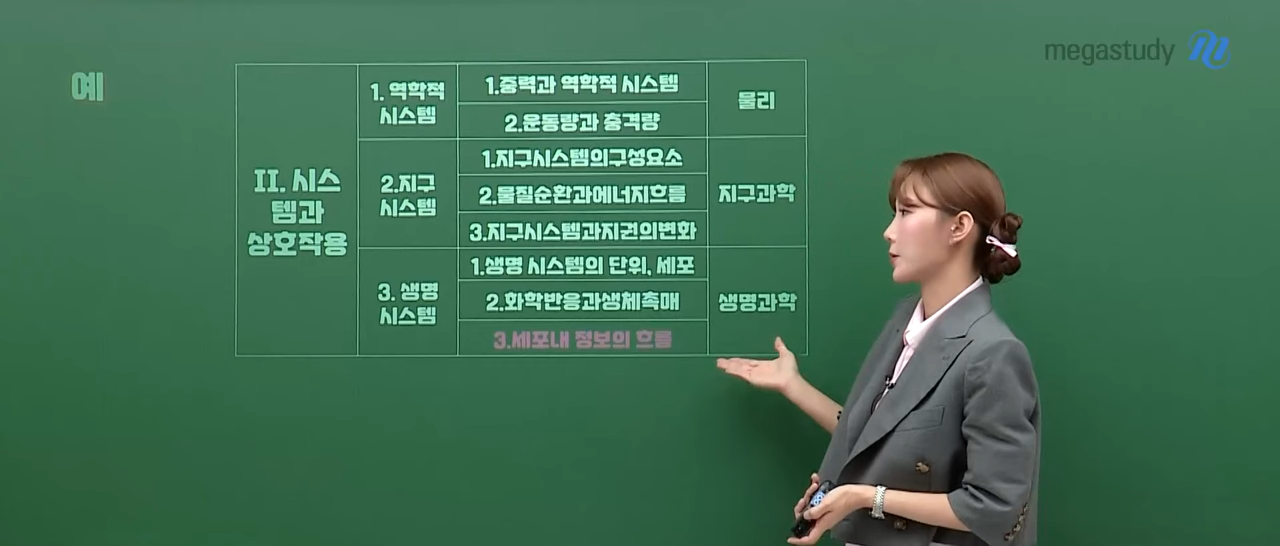 예
megastudy
II. 시스
템과
상호작용
1. 역학적
시스템
1.중력과 역학적 시스템
2.운동량과 충격량
물리
2.지구
시스템
1.지구시스템의구성요소
2.물질순환과에너지흐름
3.지구시스템과지권의변화
지구과학
3. 생명
시스템
1.생명 시스템의 단위, 세포
2.화학반응과생체촉매
3.세포내 정보의 흐름
생명과학